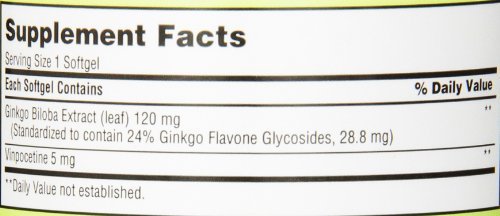 Supplement Facts
Serving Size 1 Softgel
Each Softgel Contains % Daily Value
Ginkgo Biloba Extract (leaf) 120 mg **
(Standardized to contain 24% Ginkgo Flavone Glycosides, 28.8 mg)
Vinpocetine 5 mg **
**Daily Value not established.